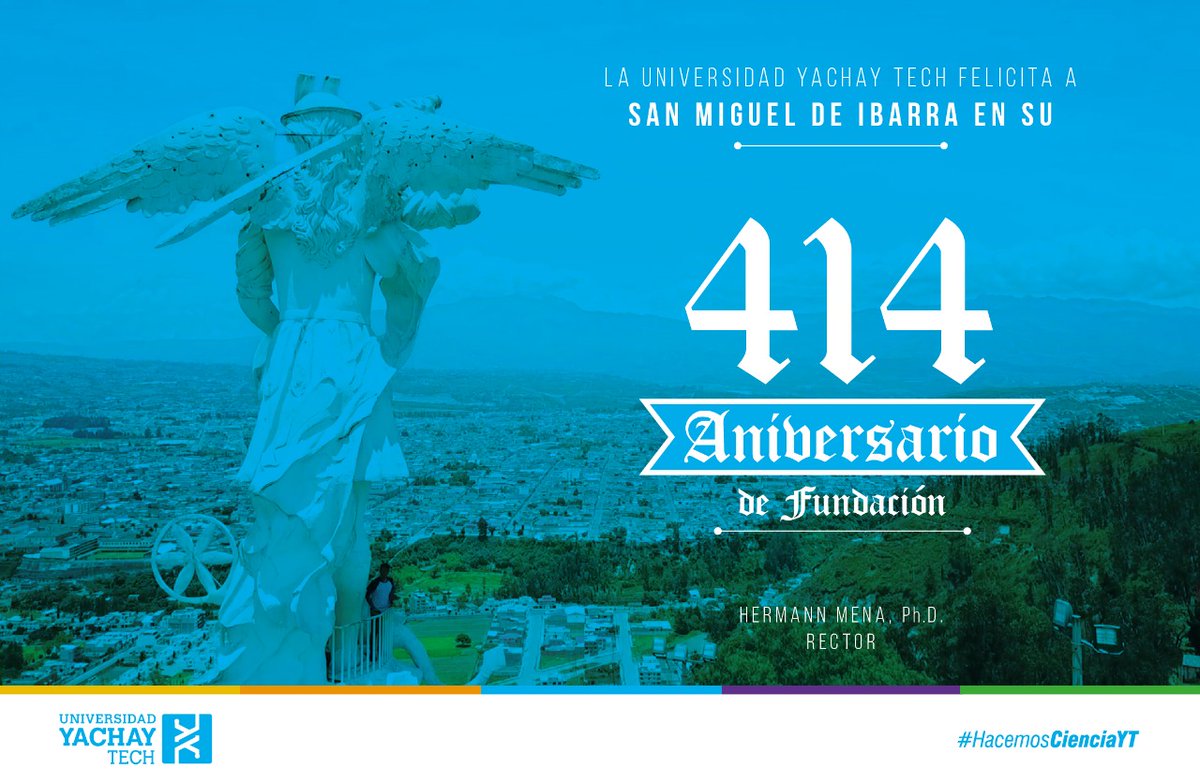 LA UNIVERSIDAD YACHAY TECH FELICITA A
SAN MIGUEL DE IBARRA EN SU
414
Aniversario
de Fundación
HERMANN MENA, Ph.D.
RECTOR
UNIVERSIDAD
YACHAY
TECH
#HacemosCienciaYT